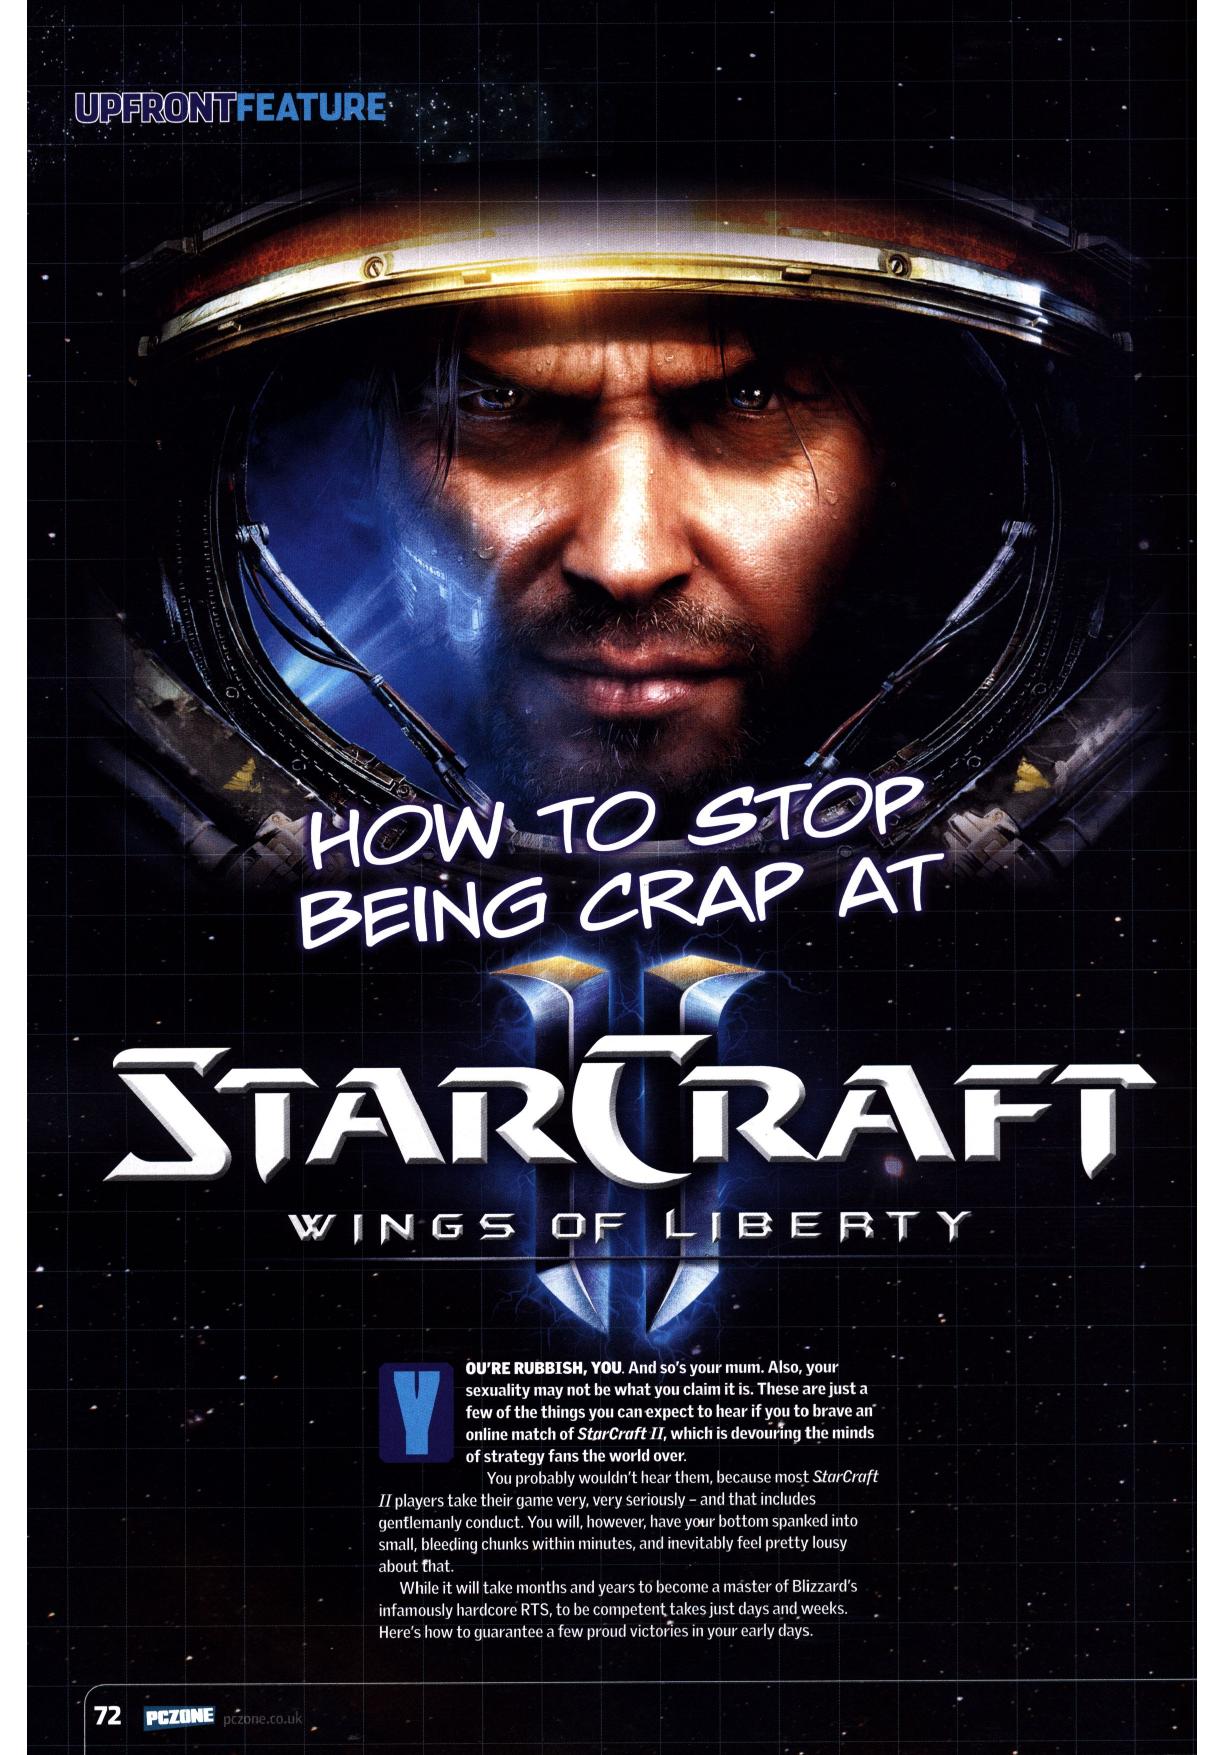 UPFRONTFEATURE
HOW TO STOP
BEING CRAP AT
II
STARCRAFT
WINGS OF LIBERTY
YOU'RE RUBBISH, YOU. And so's your mum. Also, your
sexuality may not be what you claim it is. These are just a
few of the things you can expect to hear if you to brave an
online match of StarCraft II, which is devouring the minds
of strategy fans the world over.
You probably wouldn't hear them, because most StarCraft
II players take their game very, very seriously – and that includes
gentlemanly conduct. You will, however, have your bottom spanked into
small, bleeding chunks within minutes, and inevitably feel pretty lousy
about that.
While it will take months and years to become a master of Blizzard's
infamously hardcore RTS, to be competent takes just days and weeks.
Here's how to guarantee a few proud victories in your early days.
72 PCZONE pczone.co.uk